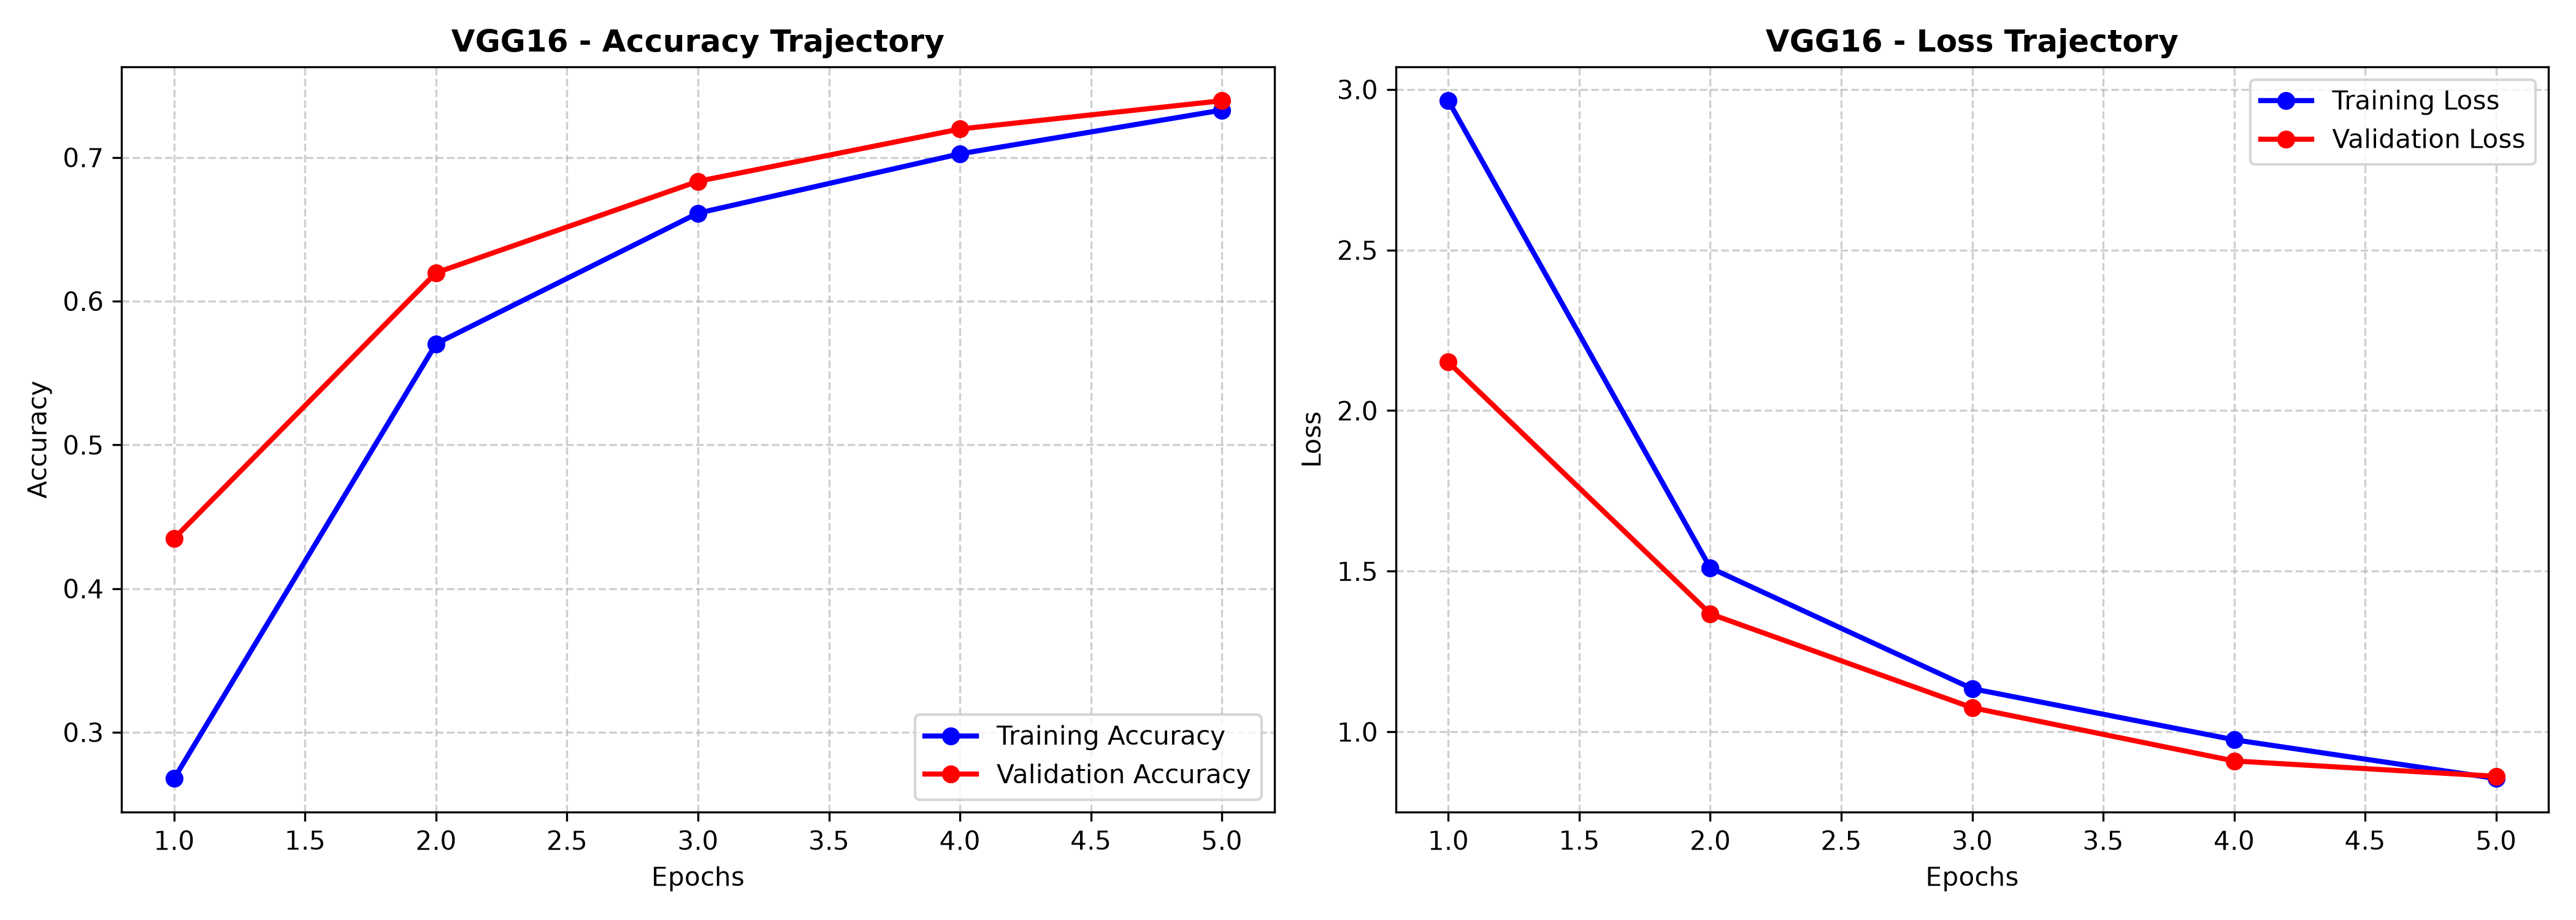 VGG16 - Accuracy Trajectory
Accuracy
0.7
0.6
0.5
0.4
0.3
Training Accuracy
Validation Accuracy
1.0 1.5 2.0 2.5 3.0 3.5 4.0 4.5 5.0
Epochs
VGG16 - Loss Trajectory
Loss
3.0
2.5
2.0
1.5
1.0
Training Loss
Validation Loss
1.0 1.5 2.0 2.5 3.0 3.5 4.0 4.5 5.0
Epochs